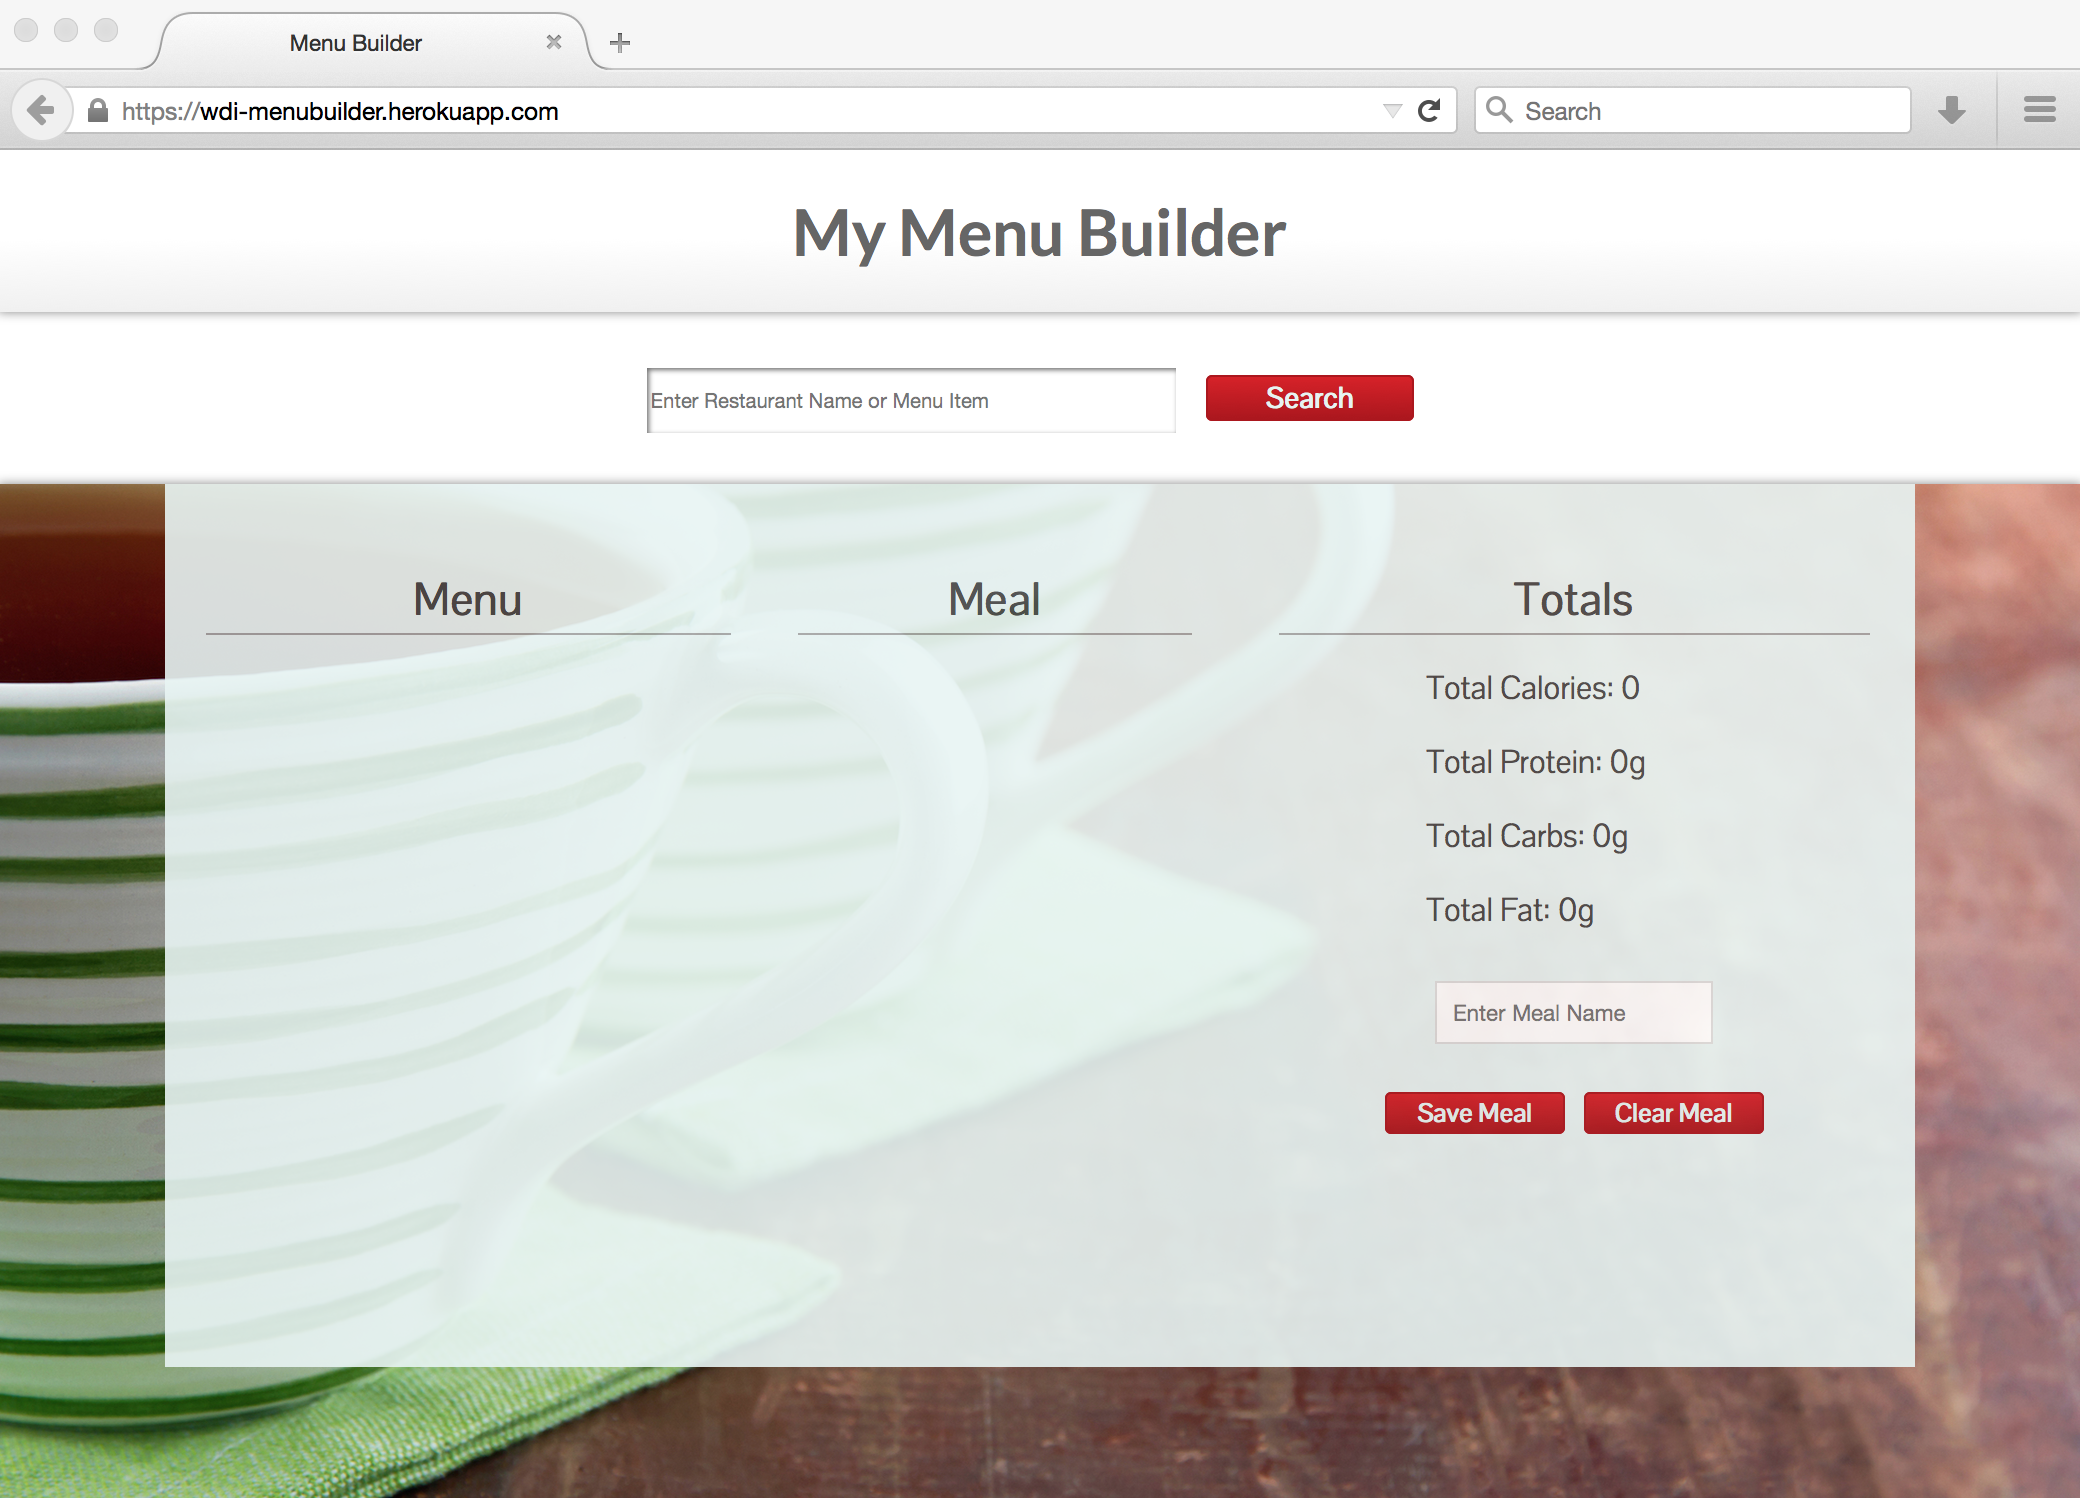 Menu Builder
https://wdi-menubuilder.herokuapp.com
Search
My Menu Builder
Enter Restaurant Name or Menu Item
Search
Menu
Meal
Totals
Total Calories: 0
Total Protein: 0g
Total Carbs: 0g
Total Fat: 0g
Enter Meal Name
Save Meal
Clear Meal